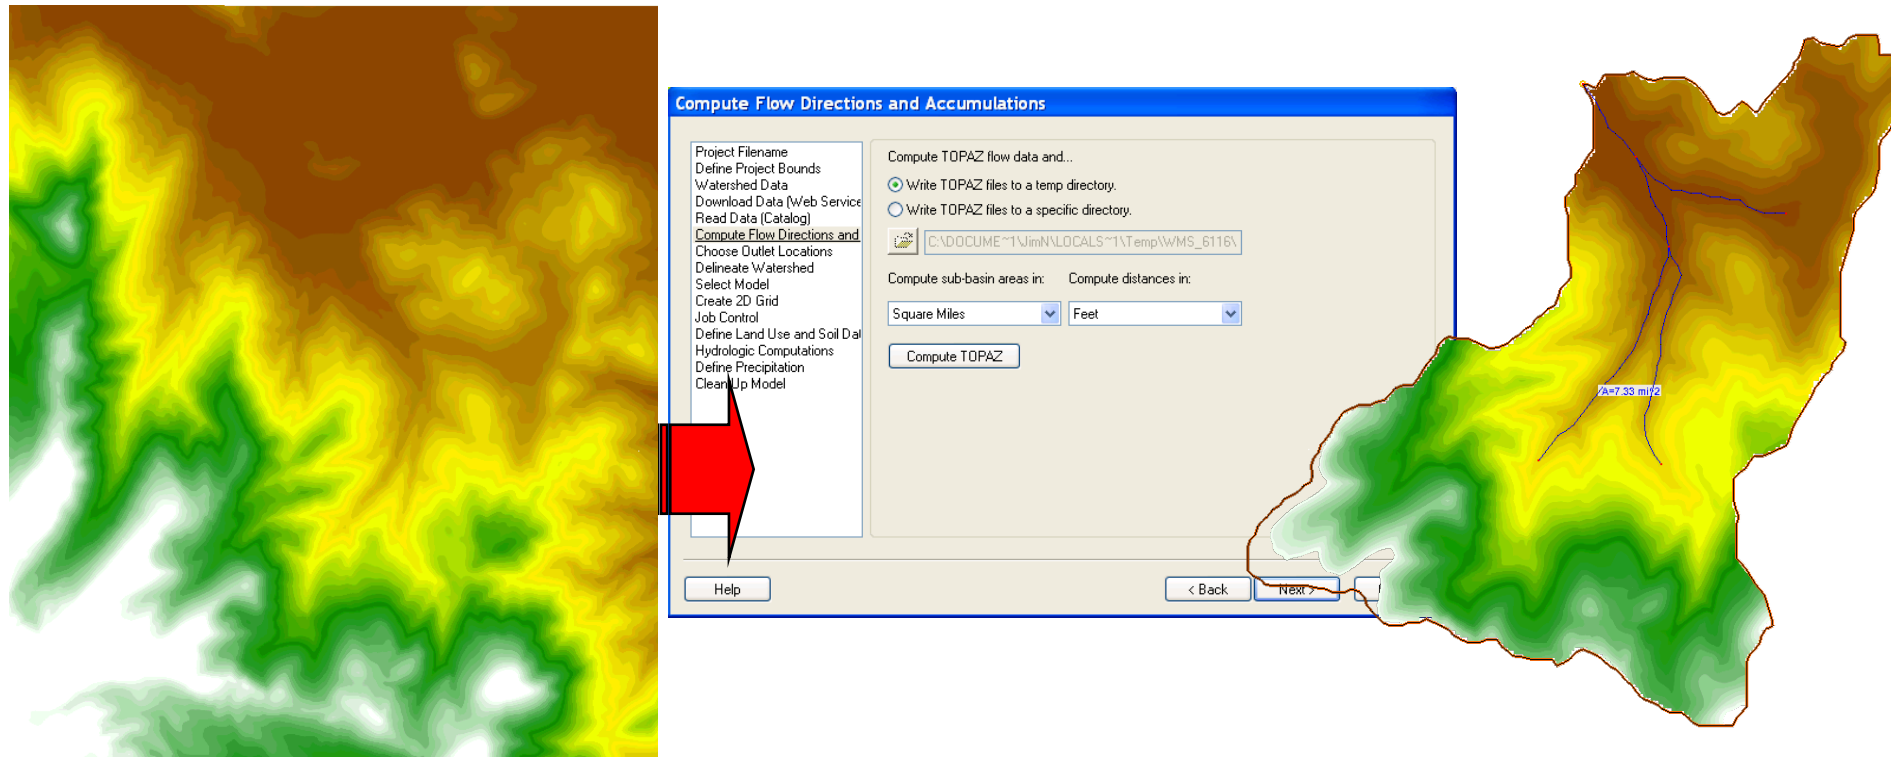 Compute Flow Directions and Accumulations
Project Filename
Define Project Bounds
Watershed Data
Download Data (Web Service
Read Data (Catalog)
Compute Flow Directions and
Choose Outlet Locations
Delineate Watershed
Select Model
Create 2D Grid
Job Control
Define Land Use and Soil Dat
Hydrologic Computations
Define Precipitation
Clean Up Model
Compute TOPAZ flow data and...
Write TOPAZ files to a temp directory.
Write TOPAZ files to a specific directory.
C:\DOCUME~1\JimN\LOCALS~1\Temp\WMS_6116\
Compute sub-basin areas in: Compute distances in:
Square Miles Feet
Compute TOPAZ
A=7.33 mi^2
Help < Back Next >